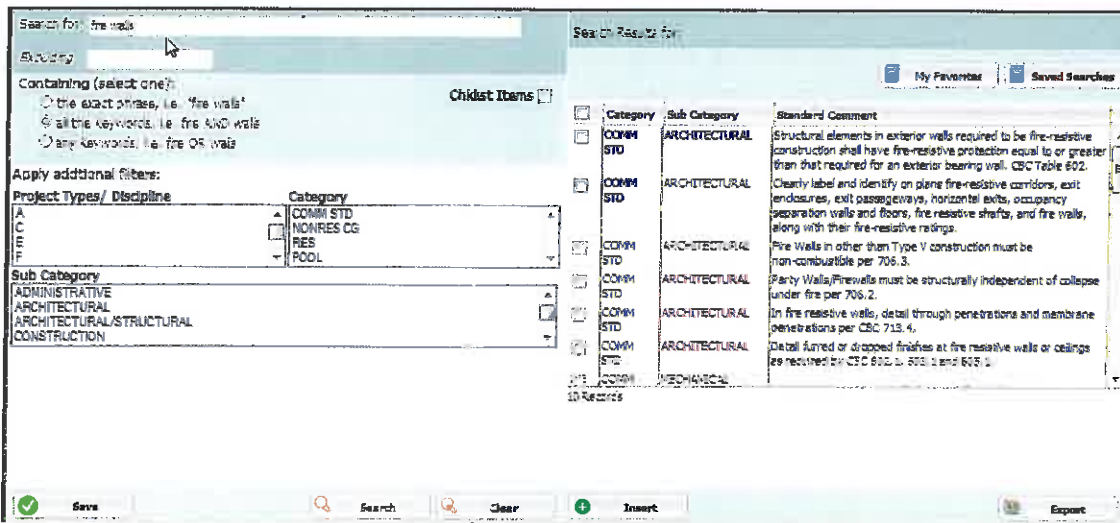 Search for: fire walls
Excluding
Containing (select one):
the exact phrase, i.e. "fire walls"
all the keywords, i.e. fire AND walls
any keywords, i.e. fire OR walls
Chklist Items
Apply addtional filters:
Project Types/ Discipline
A
C
E
F
Category
COMM STD
NONRES CG
RES
POOL
Sub Category
ADMINISTRATIVE
ARCHITECTURAL
ARCHITECTURAL/STRUCTURAL
CONSTRUCTION
Save
Search
Clear
Search Results for:
My Favorites
Saved Searches
Category Sub Category Standard Comment
COMM STD ARCHITECTURAL Structural elements in exterior walls required to be fire-resistive
construction shall have fire-resistive protection equal to or greater
than that required for an exterior bearing wall. CBC Table 602.
COMM STD ARCHITECTURAL Clearly label and identify on plans fire-resistive corridors, exit
enclosures, exit passageways, horizontal exits, occupancy
separation walls and floors, fire resistive shafts, and fire walls,
along with their fire-resistive ratings.
COMM STD ARCHITECTURAL Fire Walls in other than Type V construction must be
non-combustible per 706.3.
COMM STD ARCHITECTURAL Party Walls/Firewalls must be structurally independent of collapse
under fire per 706.2.
COMM STD ARCHITECTURAL In fire resistive walls, detail through penetrations and membrane
penetrations per CBC 713.4.
COMM STD ARCHITECTURAL Detail furred or dropped finishes at fire resistive walls or ceilings
as required by CBC
COMM MECHANICAL
10 Records
Insert
Export